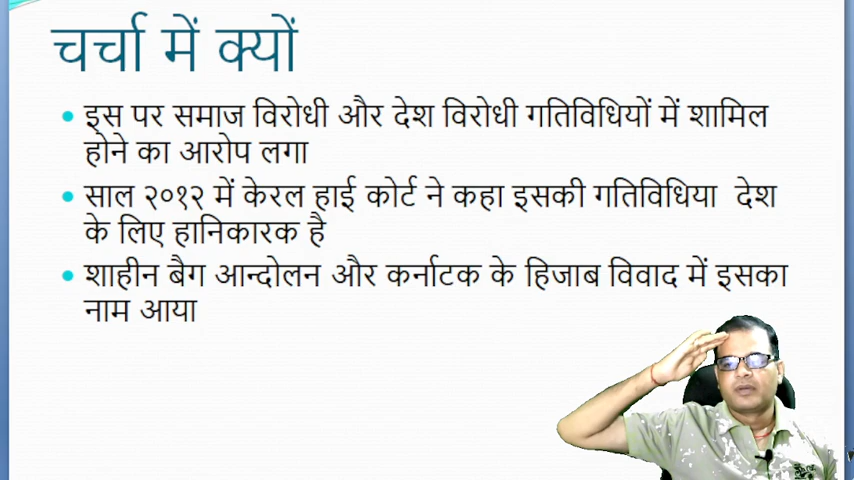 चर्चा में क्यों
• इस पर समाज विरोधी और देश विरोधी गतिविधियों में शामिल
होने का आरोप लगा
• साल २०१२ में केरल हाई कोर्ट ने कहा इसकी गतिविधिया देश
के लिए हानिकारक है
• शाहीन बैग आन्दोलन और कर्नाटक के हिजाब विवाद में इसका
नाम आया